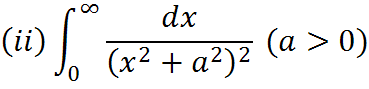 (ii) ∫₀^∞ dx/(x² + a²)² (a > 0)